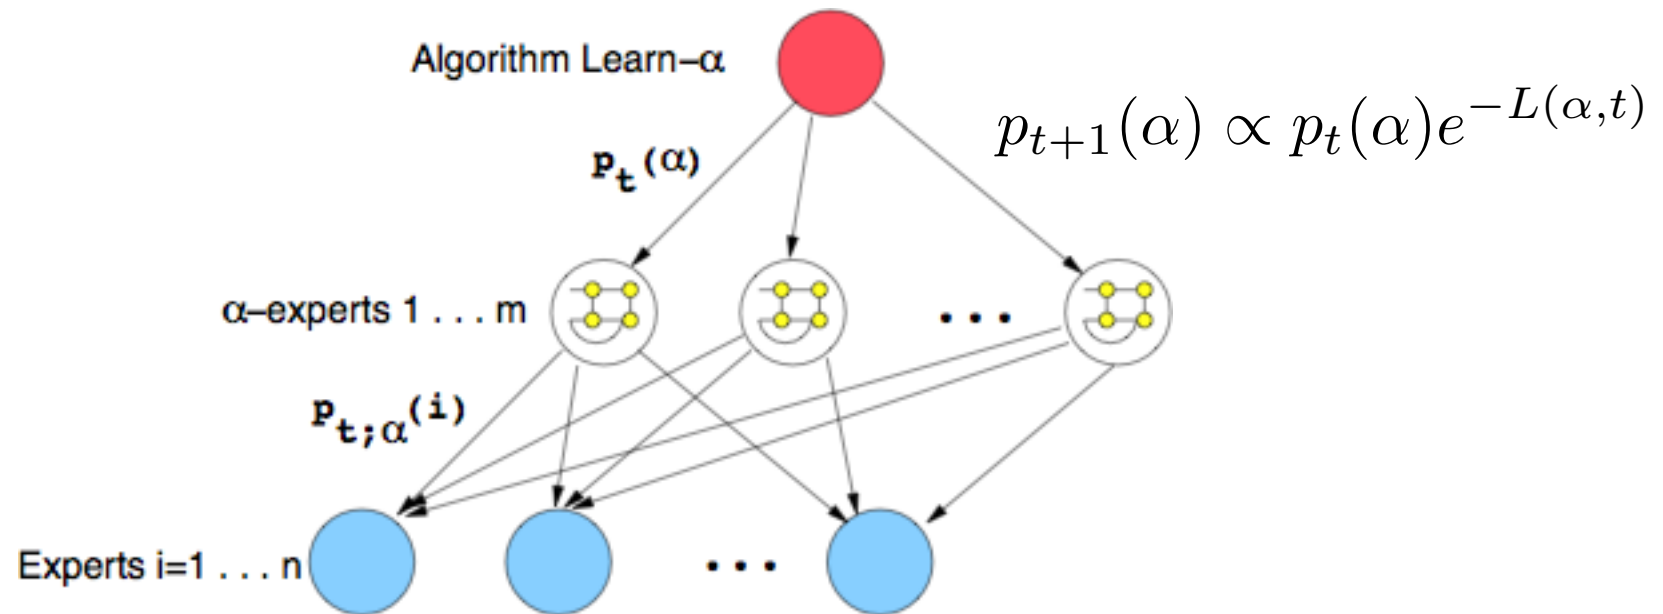 Algorithm Learn–α
p_{t+1}(α) ∝ p_t(α)e^{−L(α,t)}
p_t(α)
α–experts 1 . . . m
. . .
p_{t;α}(i)
Experts i=1 . . . n
. . .